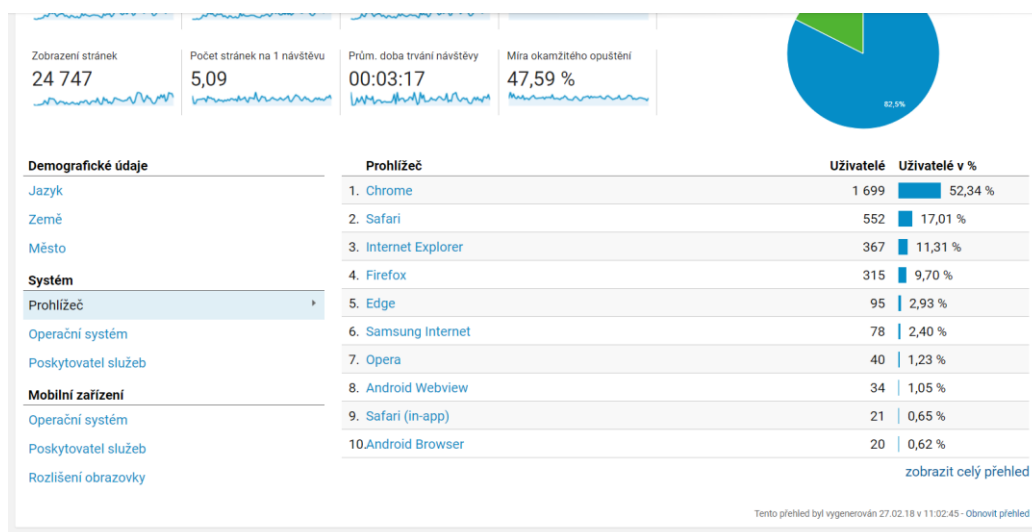 Zobrazení stránek
24 747
Počet stránek na 1 návštěvu
5,09
Prům. doba trvání návštěvy
00:03:17
Míra okamžitého opuštění
47,59 %
82,5%
Demografické údaje
Jazyk
Země
Město
Systém
Prohlížeč
Operační systém
Poskytovatel služeb
Mobilní zařízení
Operační systém
Poskytovatel služeb
Rozlišení obrazovky
Prohlížeč Uživatelé Uživatelé v %
1. Chrome 1 699 52,34 %
2. Safari 552 17,01 %
3. Internet Explorer 367 11,31 %
4. Firefox 315 9,70 %
5. Edge 95 2,93 %
6. Samsung Internet 78 2,40 %
7. Opera 40 1,23 %
8. Android Webview 34 1,05 %
9. Safari (in-app) 21 0,65 %
10.Android Browser 20 0,62 %
zobrazit celý přehled
Tento přehled byl vygenerován 27.02.18 v 11:02:45 - Obnovit přehled